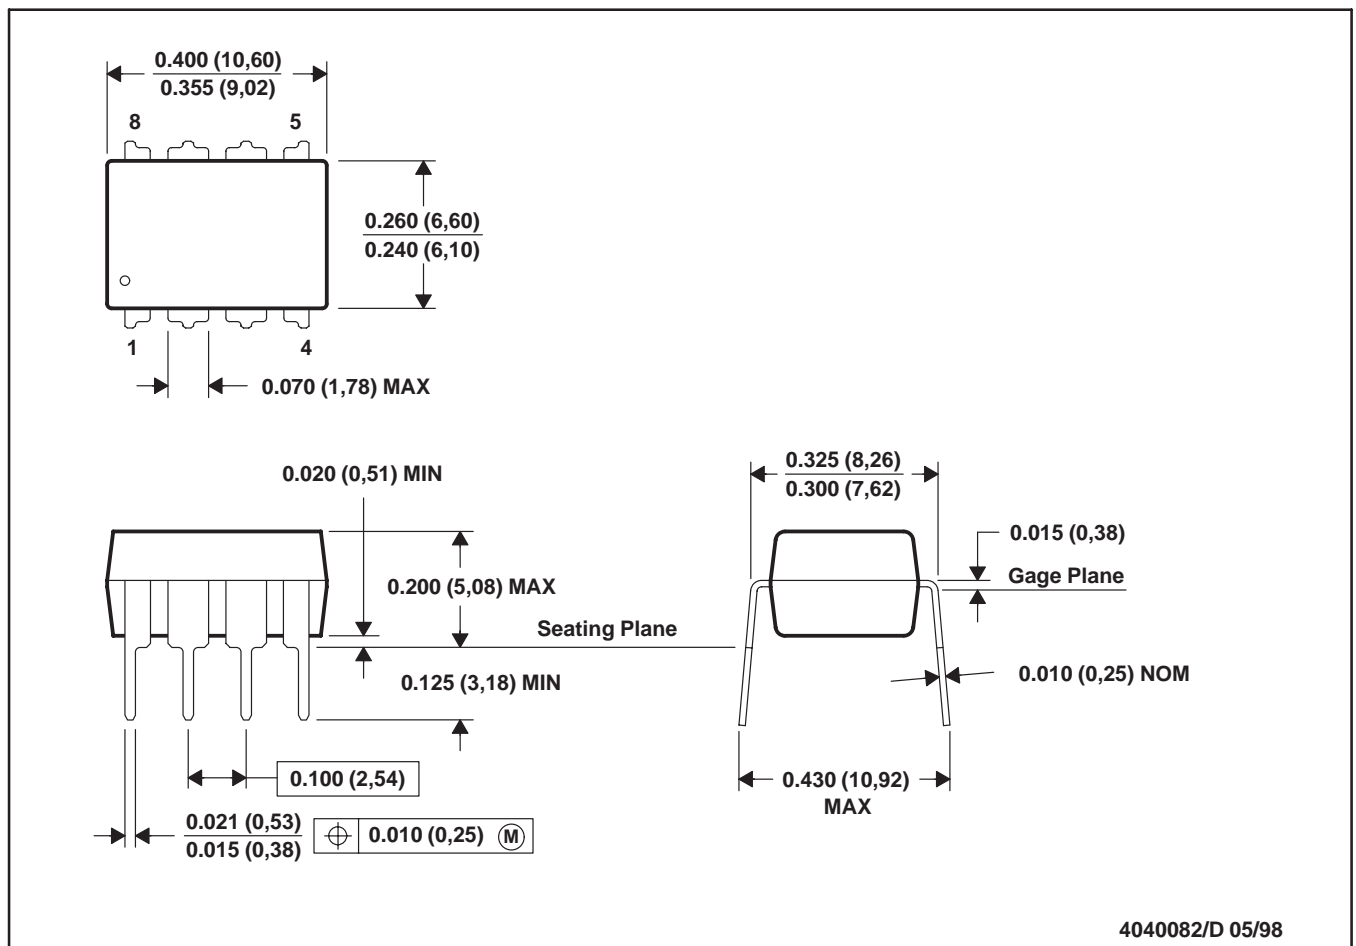 0.400 (10,60)
0.355 (9,02)
8
5
0.260 (6,60)
0.240 (6,10)
1
4
0.070 (1,78) MAX
0.020 (0,51) MIN
0.325 (8,26)
0.300 (7,62)
0.015 (0,38)
0.200 (5,08) MAX
Gage Plane
Seating Plane
0.125 (3,18) MIN
0.010 (0,25) NOM
0.100 (2,54)
0.430 (10,92)
MAX
0.021 (0,53)
0.015 (0,38)
0.010 (0,25) M
4040082/D 05/98